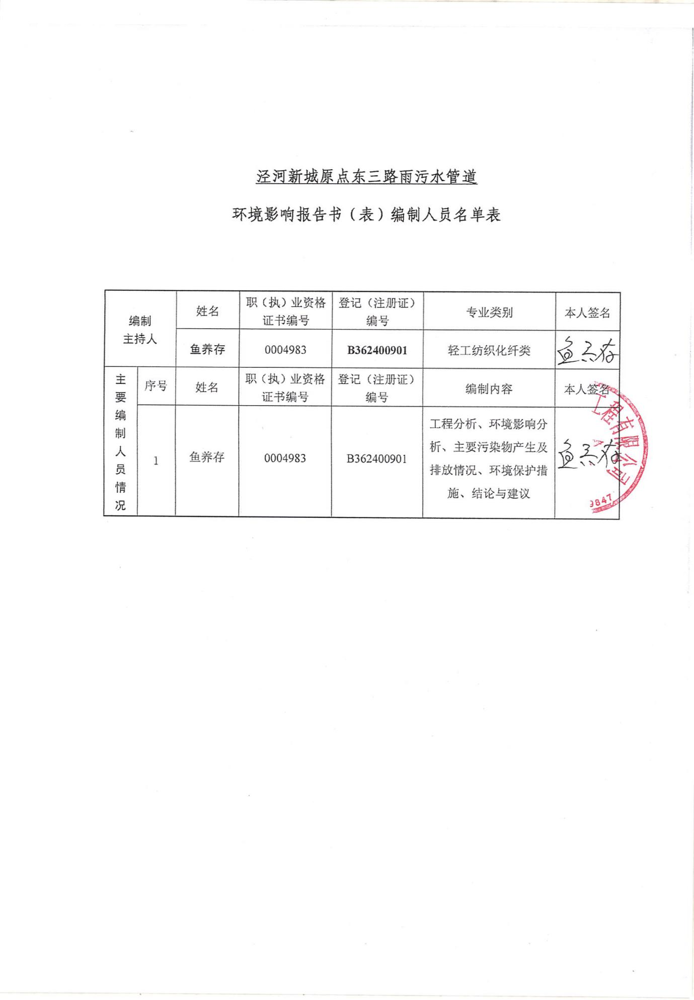 泾河新城原点东三路雨污水管道
环境影响报告书（表）编制人员名单表
编制
主持人
姓名
职（执）业资格
证书编号
登记（注册证）
编号
专业类别
本人签名
鱼养存
0004983
B362400901
轻工纺织化纤类
鱼养存
主要编制人员情况
序号
姓名
职（执）业资格
证书编号
登记（注册证）
编号
编制内容
本人签名
1
鱼养存
0004983
B362400901
工程分析、环境影响分
析、主要污染物产生及
排放情况、环境保护措
施、结论与建议
鱼养存
工程有限公司
9847